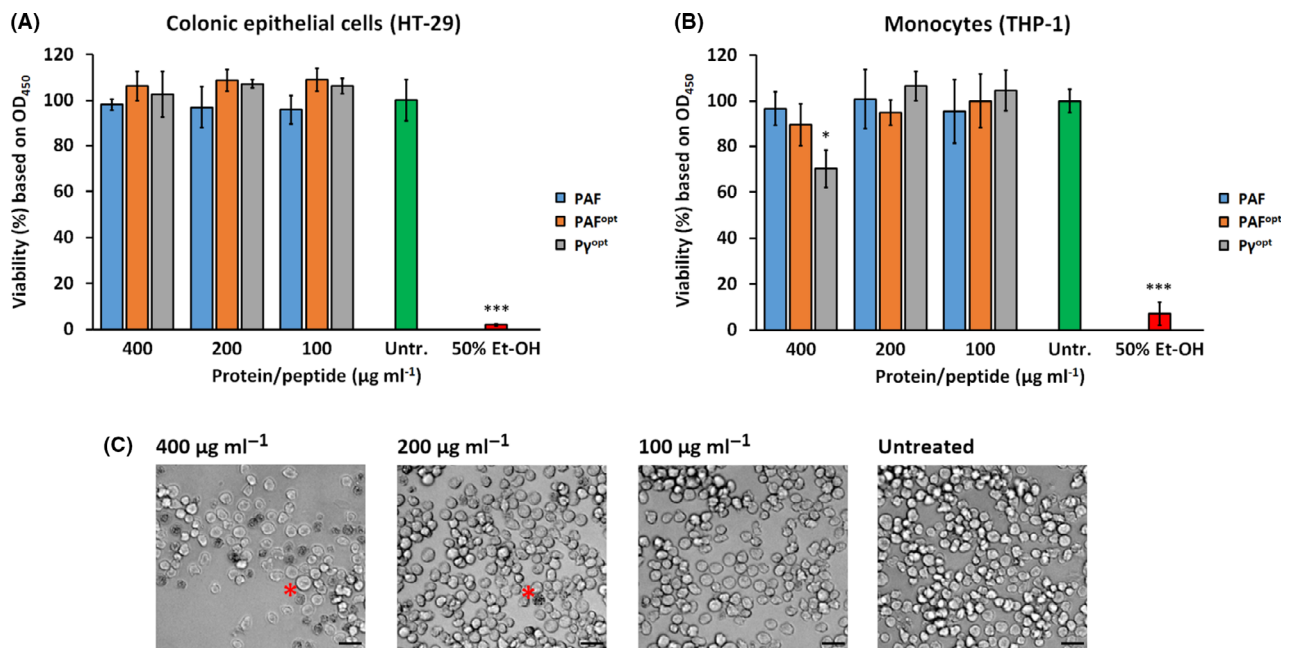 (A)
Colonic epithelial cells (HT-29)
Viability (%) based on OD450
120
100
80
60
40
20
0
***
400 200 100 Untr. 50% Et-OH
Protein/peptide (µg ml⁻¹)
PAF
PAFᵒᵖᵗ
Pγᵒᵖᵗ
(B)
Monocytes (THP-1)
Viability (%) based on OD450
120
100
80
60
40
20
0
*
***
400 200 100 Untr. 50% Et-OH
Protein/peptide (µg ml⁻¹)
PAF
PAFᵒᵖᵗ
Pγᵒᵖᵗ
(C)
400 µg ml⁻¹
200 µg ml⁻¹
100 µg ml⁻¹
Untreated
*
*